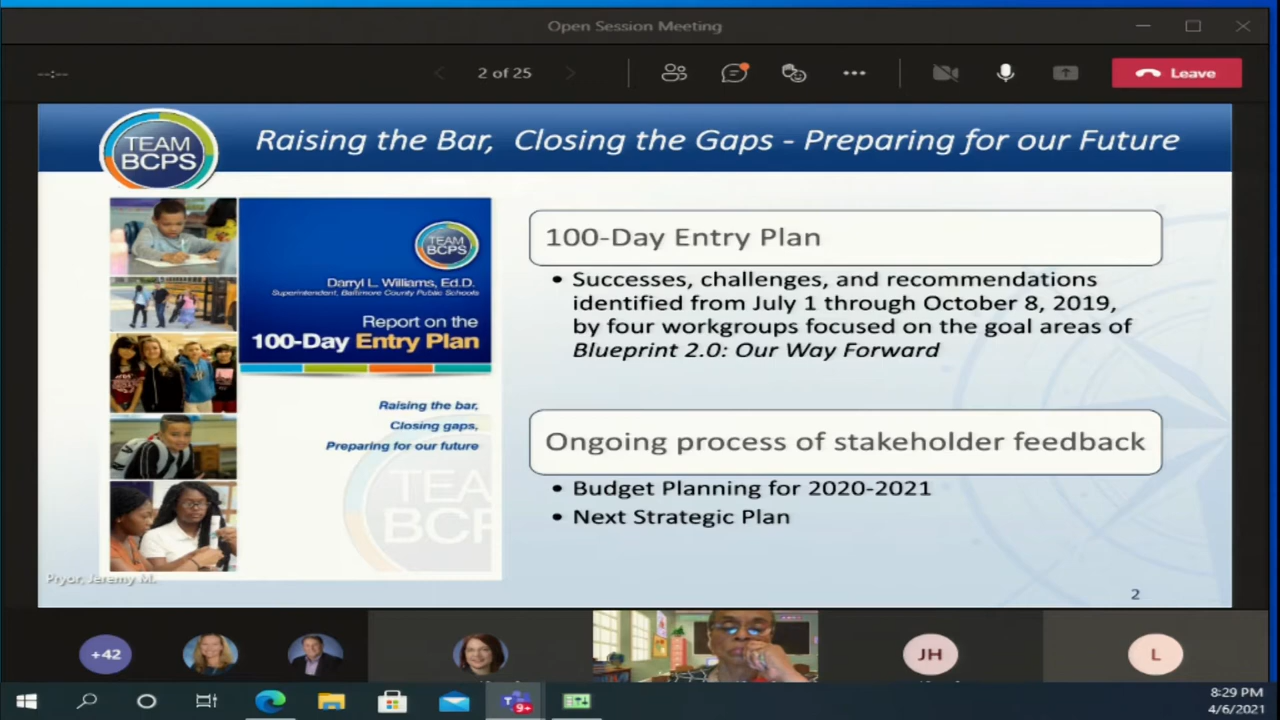 Open Session Meeting
--:--
2 of 25
Leave
TEAM
BCPS
Raising the Bar, Closing the Gaps - Preparing for our Future
TEAM
BCPS
Darryl L. Williams, Ed.D.
Superintendent, Baltimore County Public Schools
Report on the
100-Day Entry Plan
Raising the bar,
Closing gaps,
Preparing for our future
TEA
BCP
100-Day Entry Plan
• Successes, challenges, and recommendations
identified from July 1 through October 8, 2019,
by four workgroups focused on the goal areas of
Blueprint 2.0: Our Way Forward
Ongoing process of stakeholder feedback
• Budget Planning for 2020-2021
• Next Strategic Plan
Pryor, Jeremy M.
2
+42
JH
L
9+
8:29 PM
4/6/2021